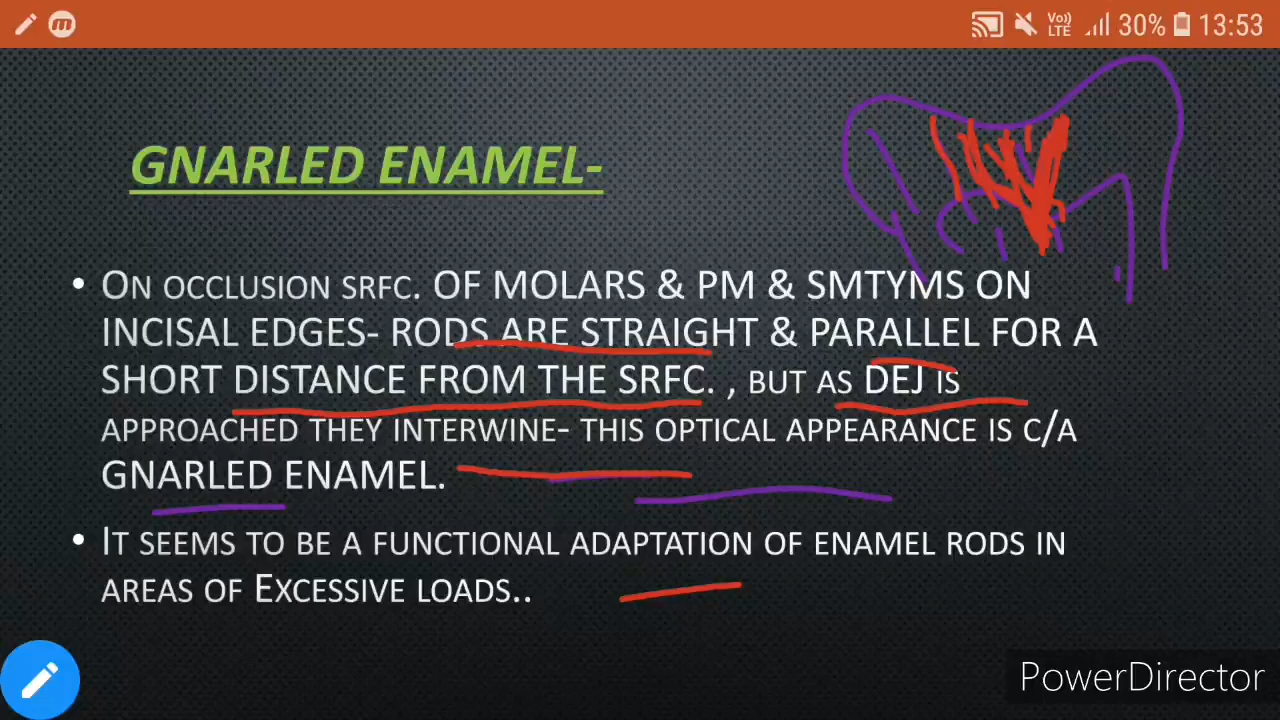 Vo))
LTE
30%
13:53
GNARLED ENAMEL-
• ON OCCLUSION SRFC. OF MOLARS & PM & SMTYMS ON
INCISAL EDGES- RODS ARE STRAIGHT & PARALLEL FOR A
SHORT DISTANCE FROM THE SRFC. , BUT AS DEJ IS
APPROACHED THEY INTERWINE- THIS OPTICAL APPEARANCE IS C/A
GNARLED ENAMEL.
• IT SEEMS TO BE A FUNCTIONAL ADAPTATION OF ENAMEL RODS IN
AREAS OF EXCESSIVE LOADS..
PowerDirector